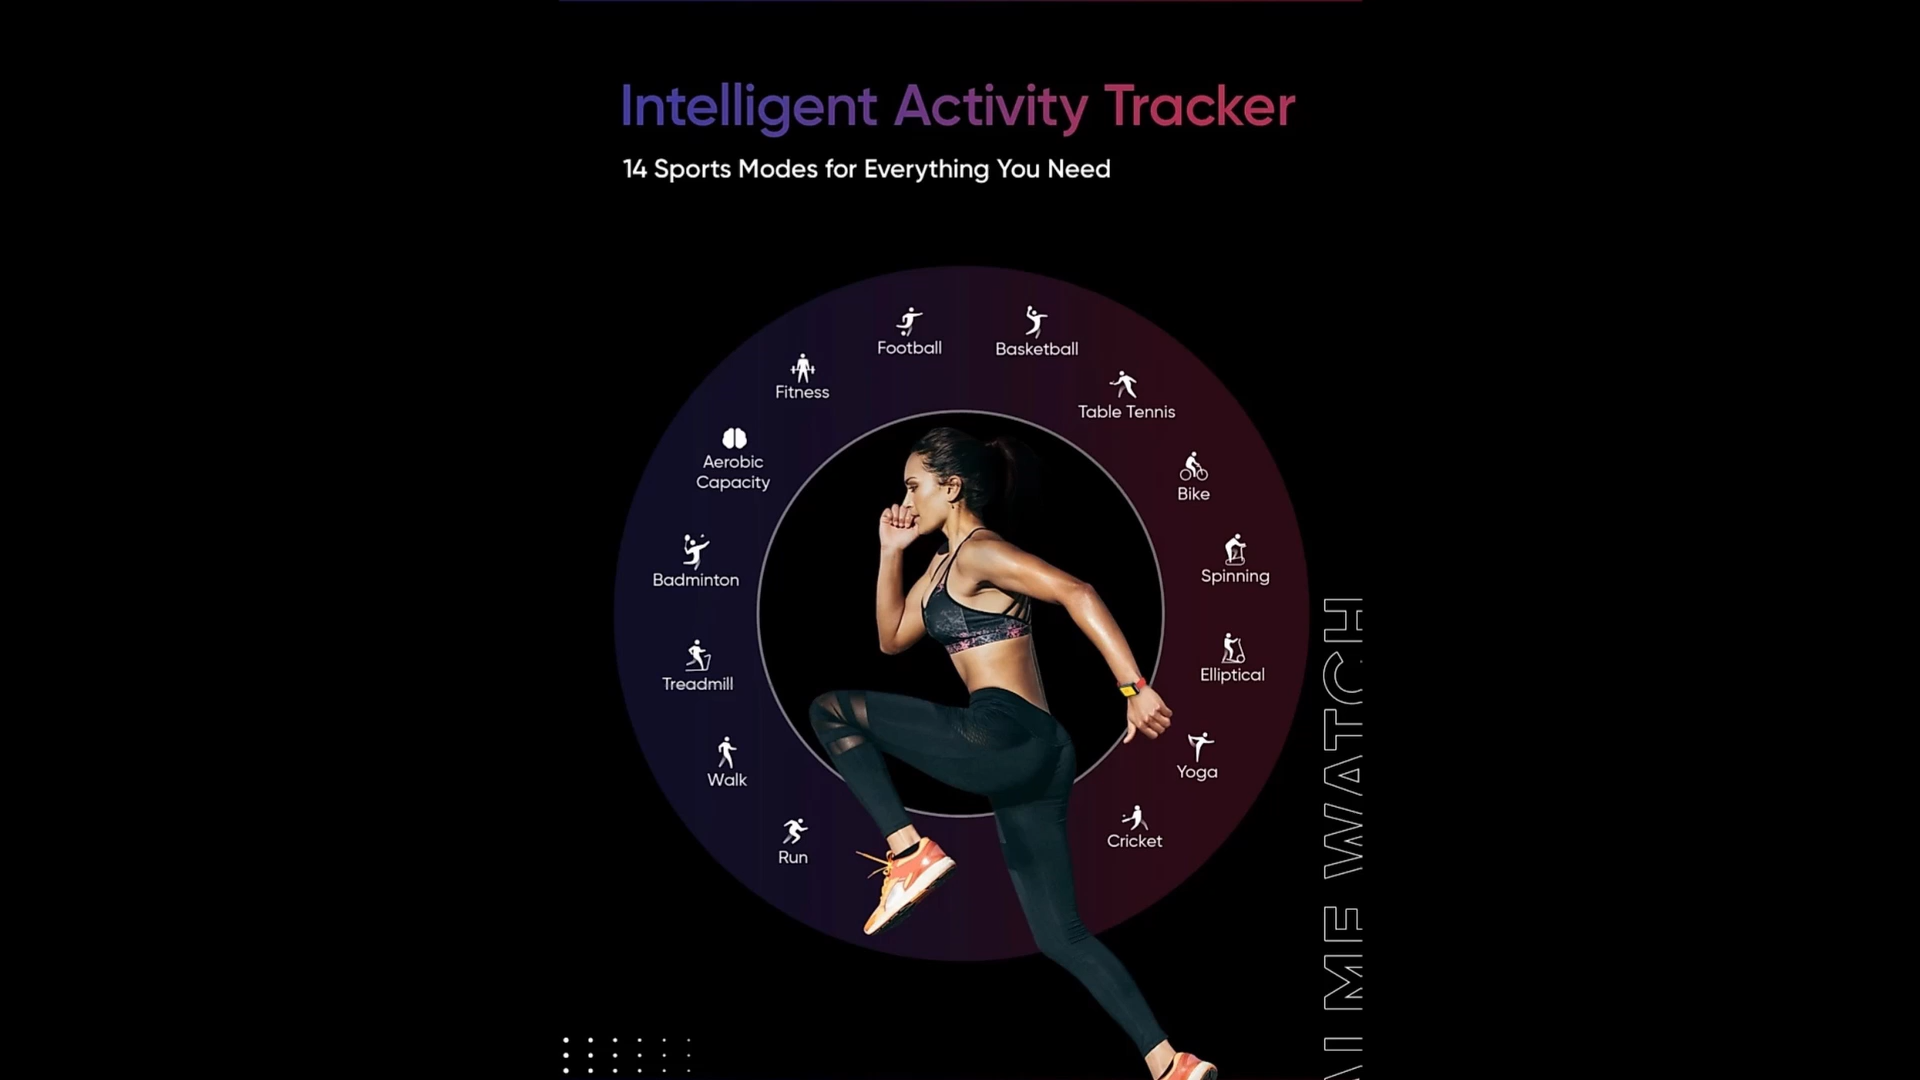 Intelligent Activity Tracker
14 Sports Modes for Everything You Need
Football
Basketball
Fitness
Table Tennis
Aerobic
Capacity
Bike
Badminton
Spinning
Treadmill
Elliptical
Walk
Yoga
Run
Cricket
WATCH